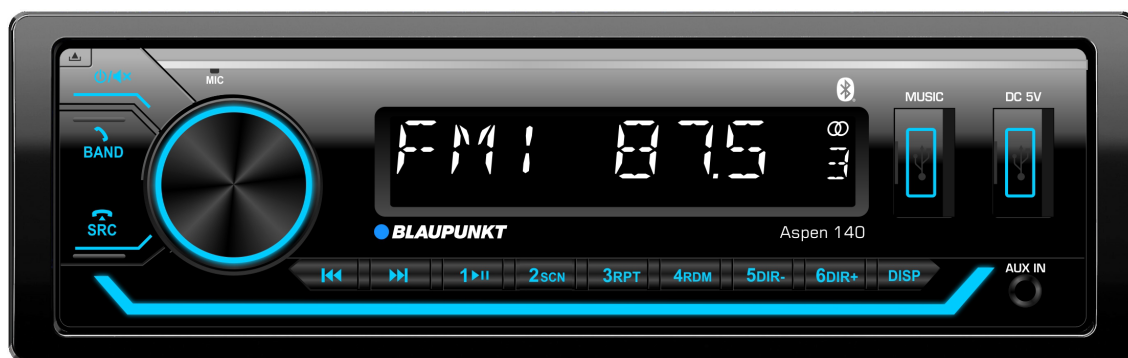 MIC
MUSIC
DC 5V
BAND
FM1 87.5
3
SRC
BLAUPUNKT
Aspen 140
1 2SCN 3RPT 4RDM 5DIR- 6DIR+ DISP
AUX IN